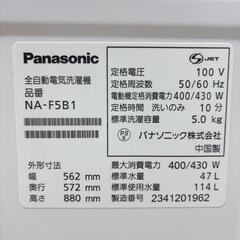 Panasonic
全自動電気洗濯機
品番
NA-F5B1
外形寸法
幅 562 mm
奥行 572 mm
高さ 880 mm
S JET
定格電圧 100 V
定格周波数 50/60 Hz
電動機定格消費電力 400/430 W
定格時間 洗いのみ 10 分
標準洗濯容量 5.0 kg
PS E
パナソニック株式会社
中国製
最大消費電力 400/430 W
標準水量 47 L
標準使用水量 114 L
製造番号 2341201962